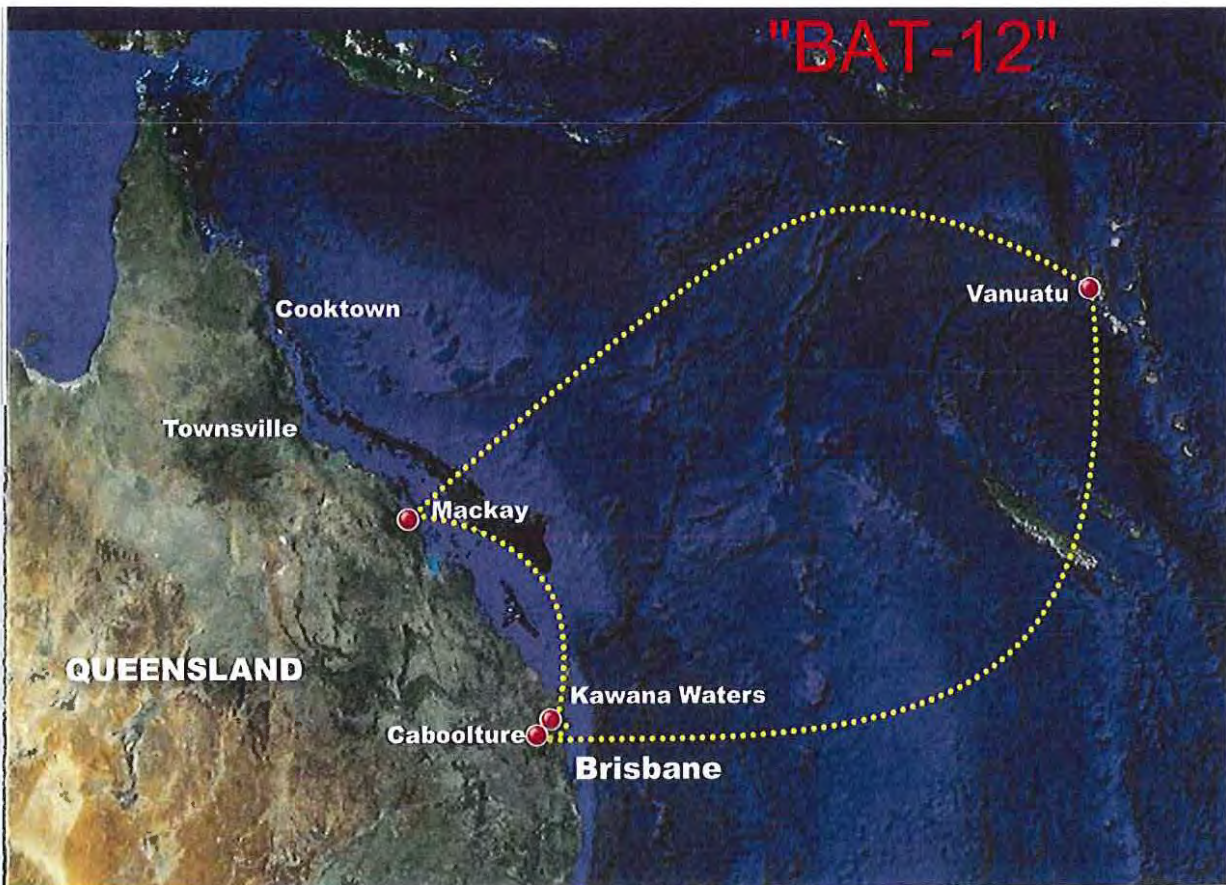 "BAT-12"
Cooktown
Vanuatu
Townsville
Mackay
QUEENSLAND
Kawana Waters
Caboolture
Brisbane